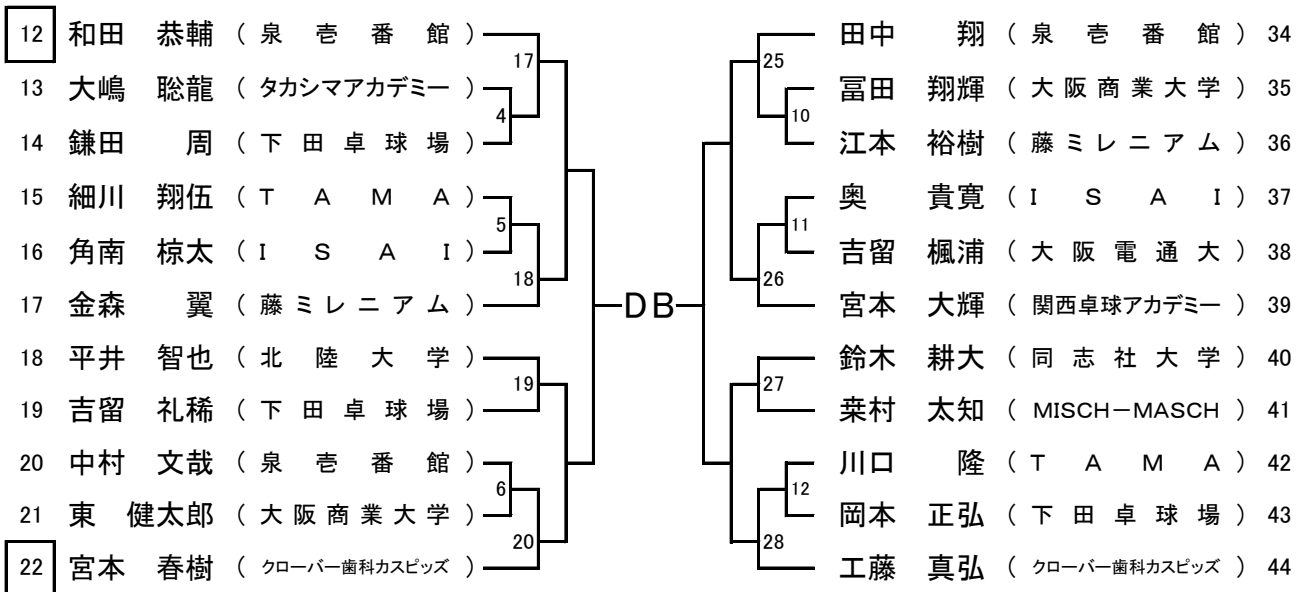 12 和田 恭輔 (泉壱番館) 17 25 田中 翔 (泉壱番館) 34
13 大嶋 聡龍 (タカシマアカデミー) 4 10 冨田 翔輝 (大阪商業大学) 35
14 鎌田 周 (下田卓球場) 江本 裕樹 (藤ミレニアム) 36
15 細川 翔伍 (TAMA) 5 11 奥 貴寛 (ISAI) 37
16 角南 椋太 (ISAI) 18 26 吉留 楓浦 (大阪電通大) 38
17 金森 翼 (藤ミレニアム) DB 宮本 大輝 (関西卓球アカデミー) 39
18 平井 智也 (北陸大学) 19 27 鈴木 耕大 (同志社大学) 40
19 吉留 礼稀 (下田卓球場) 桒村 太知 (MISCH－MASCH) 41
20 中村 文哉 (泉壱番館) 6 12 川口 隆 (TAMA) 42
21 東 健太郎 (大阪商業大学) 20 28 岡本 正弘 (下田卓球場) 43
22 宮本 春樹 (クローバー歯科カスピッズ) 工藤 真弘 (クローバー歯科カスピッズ) 44